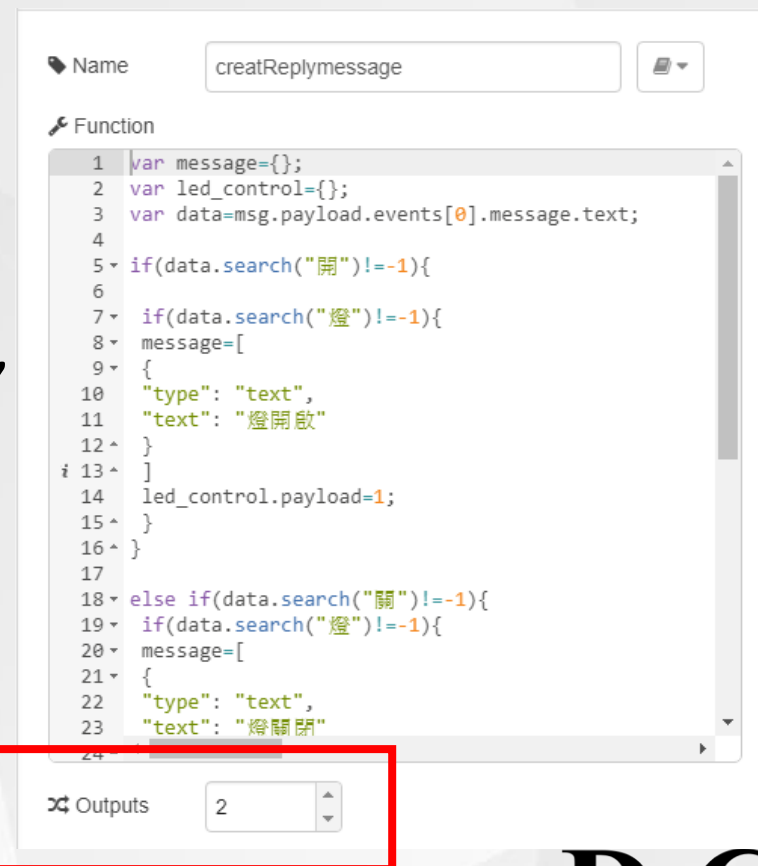 Name creatReplymessage
Function
1 var message={};
2 var led_control={};
3 var data=msg.payload.events[0].message.text;
4
5 if(data.search("開")!=-1){
6
7 if(data.search("燈")!=-1){
8 message=[
9 {
10 "type": "text",
11 "text": "燈開啟"
12 }
i 13 ]
14 led_control.payload=1;
15 }
16 }
17
18 else if(data.search("關")!=-1){
19 if(data.search("燈")!=-1){
20 message=[
21 {
22 "type": "text",
23 "text": "燈關閉"
24
Outputs 2